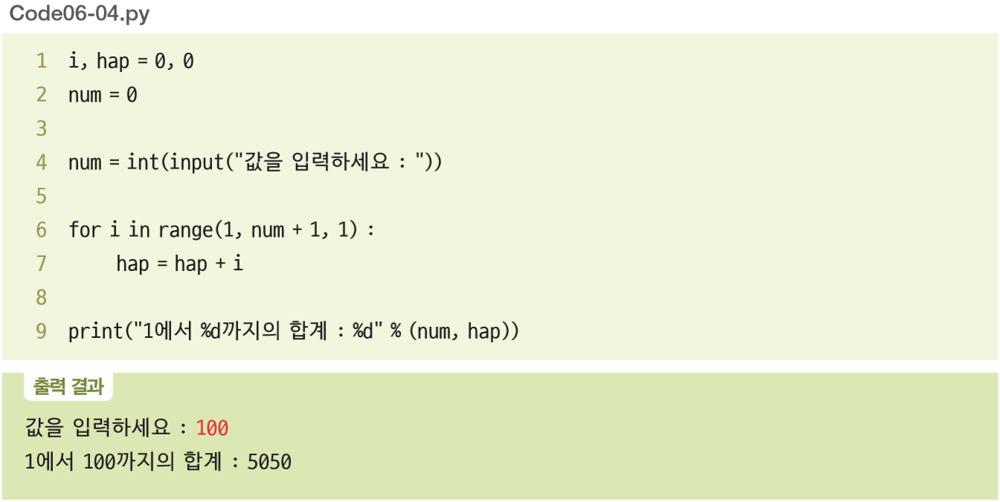 Code06-04.py
1 i, hap = 0, 0
2 num = 0
3
4 num = int(input("값을 입력하세요 : "))
5
6 for i in range(1, num + 1, 1) :
7     hap = hap + i
8
9 print("1에서 %d까지의 합계 : %d" % (num, hap))
출력 결과
값을 입력하세요 : 100
1에서 100까지의 합계 : 5050